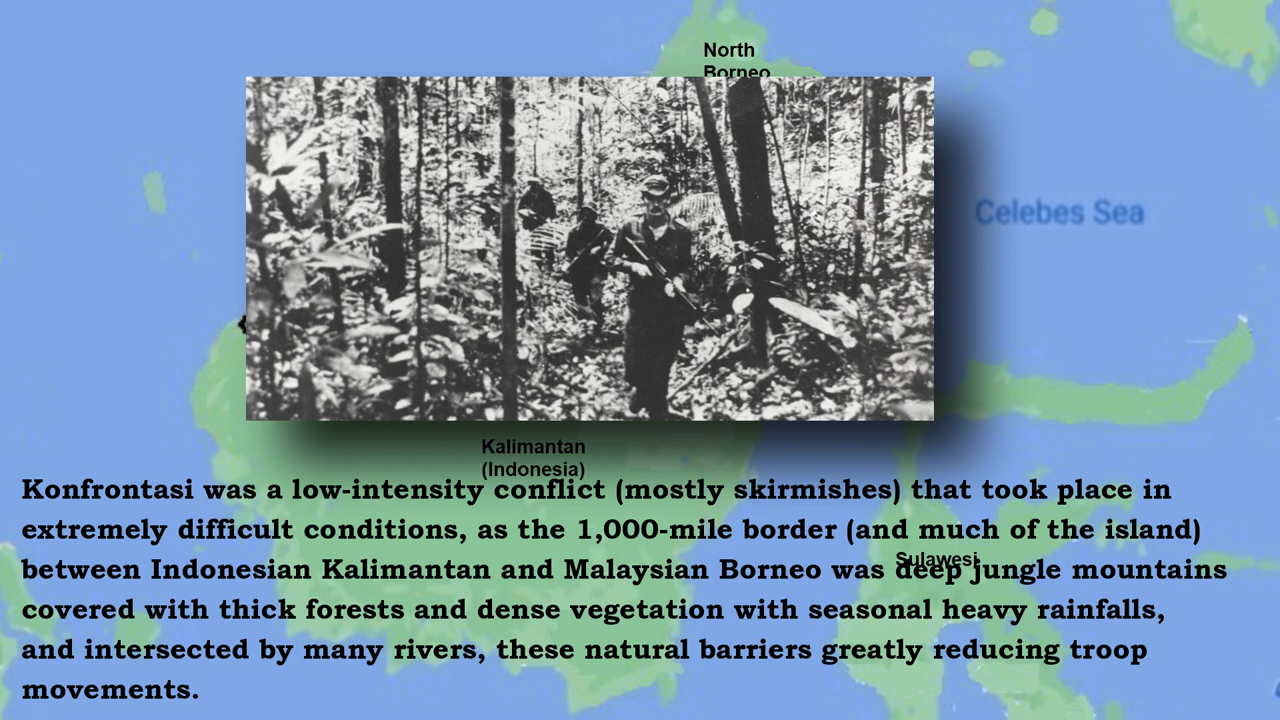 North
Borneo
Celebes Sea
Kalimantan
(Indonesia)
Konfrontasi was a low-intensity conflict (mostly skirmishes) that took place in
extremely difficult conditions, as the 1,000-mile border (and much of the island)
between Indonesian Kalimantan and Malaysian Borneo was deep jungle mountains
Sulawesi
covered with thick forests and dense vegetation with seasonal heavy rainfalls,
and intersected by many rivers, these natural barriers greatly reducing troop
movements.